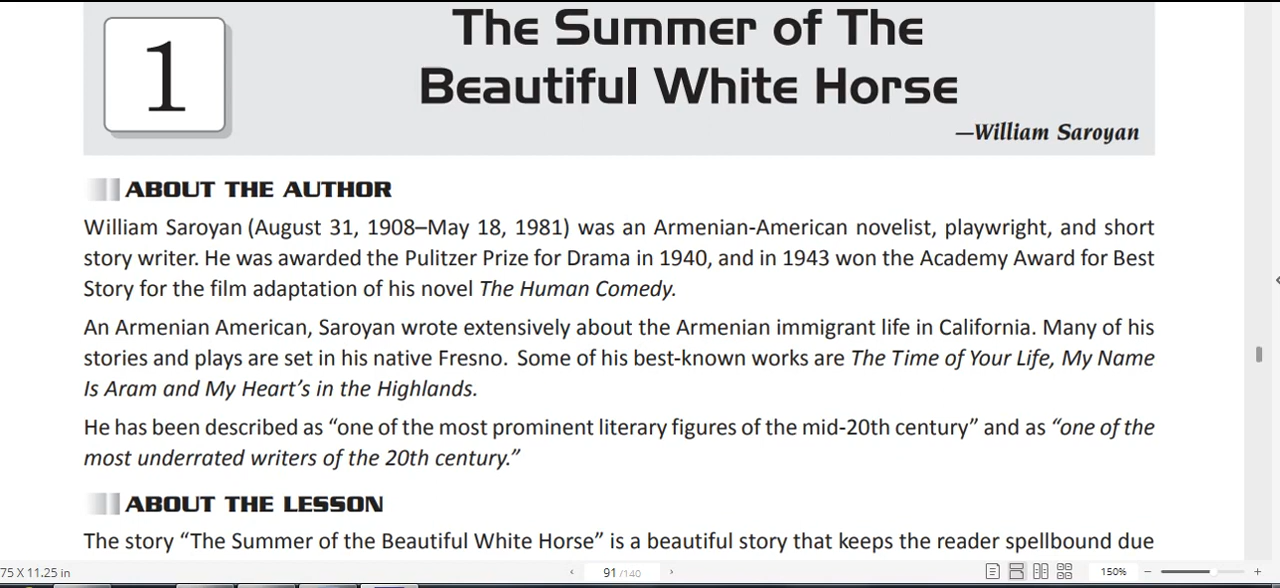 1
The Summer of The
Beautiful White Horse
—William Saroyan
ABOUT THE AUTHOR
William Saroyan (August 31, 1908–May 18, 1981) was an Armenian-American novelist, playwright, and short
story writer. He was awarded the Pulitzer Prize for Drama in 1940, and in 1943 won the Academy Award for Best
Story for the film adaptation of his novel The Human Comedy.
An Armenian American, Saroyan wrote extensively about the Armenian immigrant life in California. Many of his
stories and plays are set in his native Fresno. Some of his best-known works are The Time of Your Life, My Name
Is Aram and My Heart’s in the Highlands.
He has been described as “one of the most prominent literary figures of the mid-20th century” and as “one of the
most underrated writers of the 20th century.”
ABOUT THE LESSON
The story “The Summer of the Beautiful White Horse” is a beautiful story that keeps the reader spellbound due
75 X 11.25 in ‹ 91 /140 › 150% − +